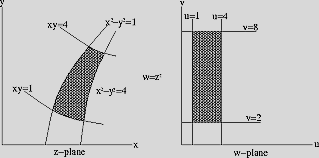 y
xy=4
x²-y²=1
xy=1
x²-y²=4
x
z-plane
w=z²
v
u=1 u=4
v=8
v=2
u
w-plane